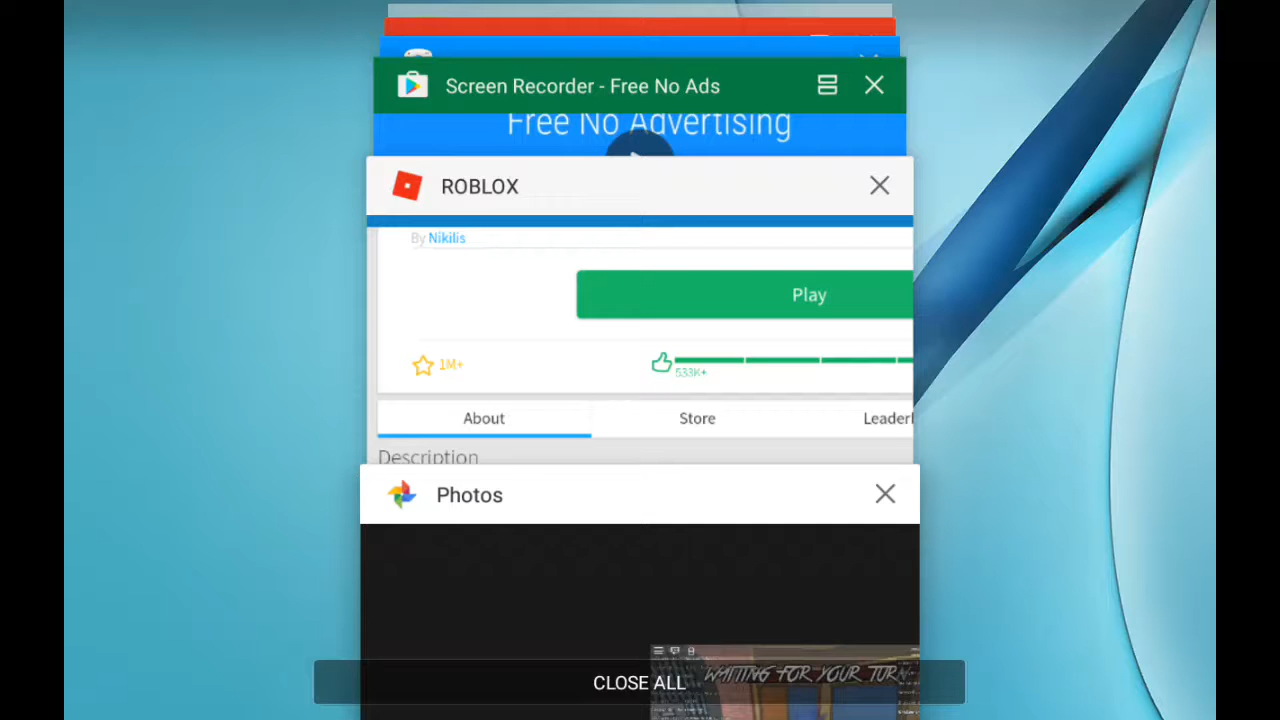 Screen Recorder - Free No Ads
Free No Advertising
ROBLOX
By Nikilis
Play
1M+
533K+
About Store Leaderl
Description
Photos
WAITING FOR YOUR TURN
CLOSE ALL